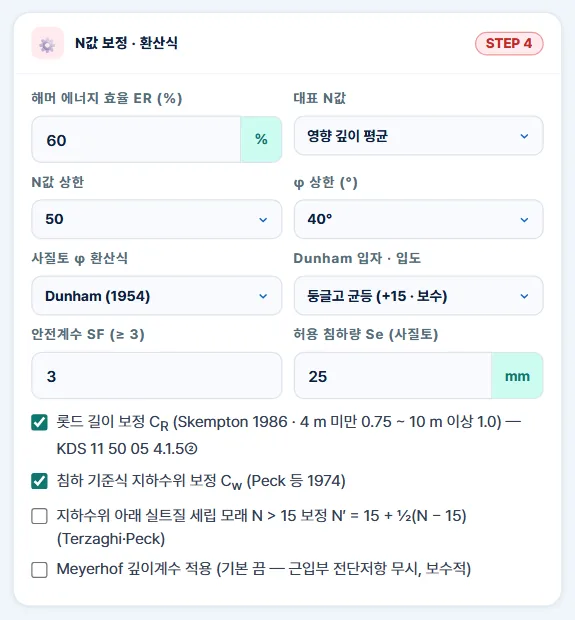 N값 보정 · 환산식
STEP 4
해머 에너지 효율 ER (%)
대표 N값
60
%
영향 깊이 평균
N값 상한
φ 상한 (°)
50
40°
사질토 φ 환산식
Dunham 입자 · 입도
Dunham (1954)
둥글고 균등 (+15 · 보수)
안전계수 SF (≥ 3)
허용 침하량 Se (사질토)
3
25
mm
롯드 길이 보정 CR (Skempton 1986 · 4 m 미만 0.75 ~ 10 m 이상 1.0) —
KDS 11 50 05 4.1.5②
침하 기준식 지하수위 보정 Cw (Peck 등 1974)
지하수위 아래 실트질 세립 모래 N > 15 보정 N′ = 15 + ½(N − 15)
(Terzaghi·Peck)
Meyerhof 깊이계수 적용 (기본 끔 — 근입부 전단저항 무시, 보수적)